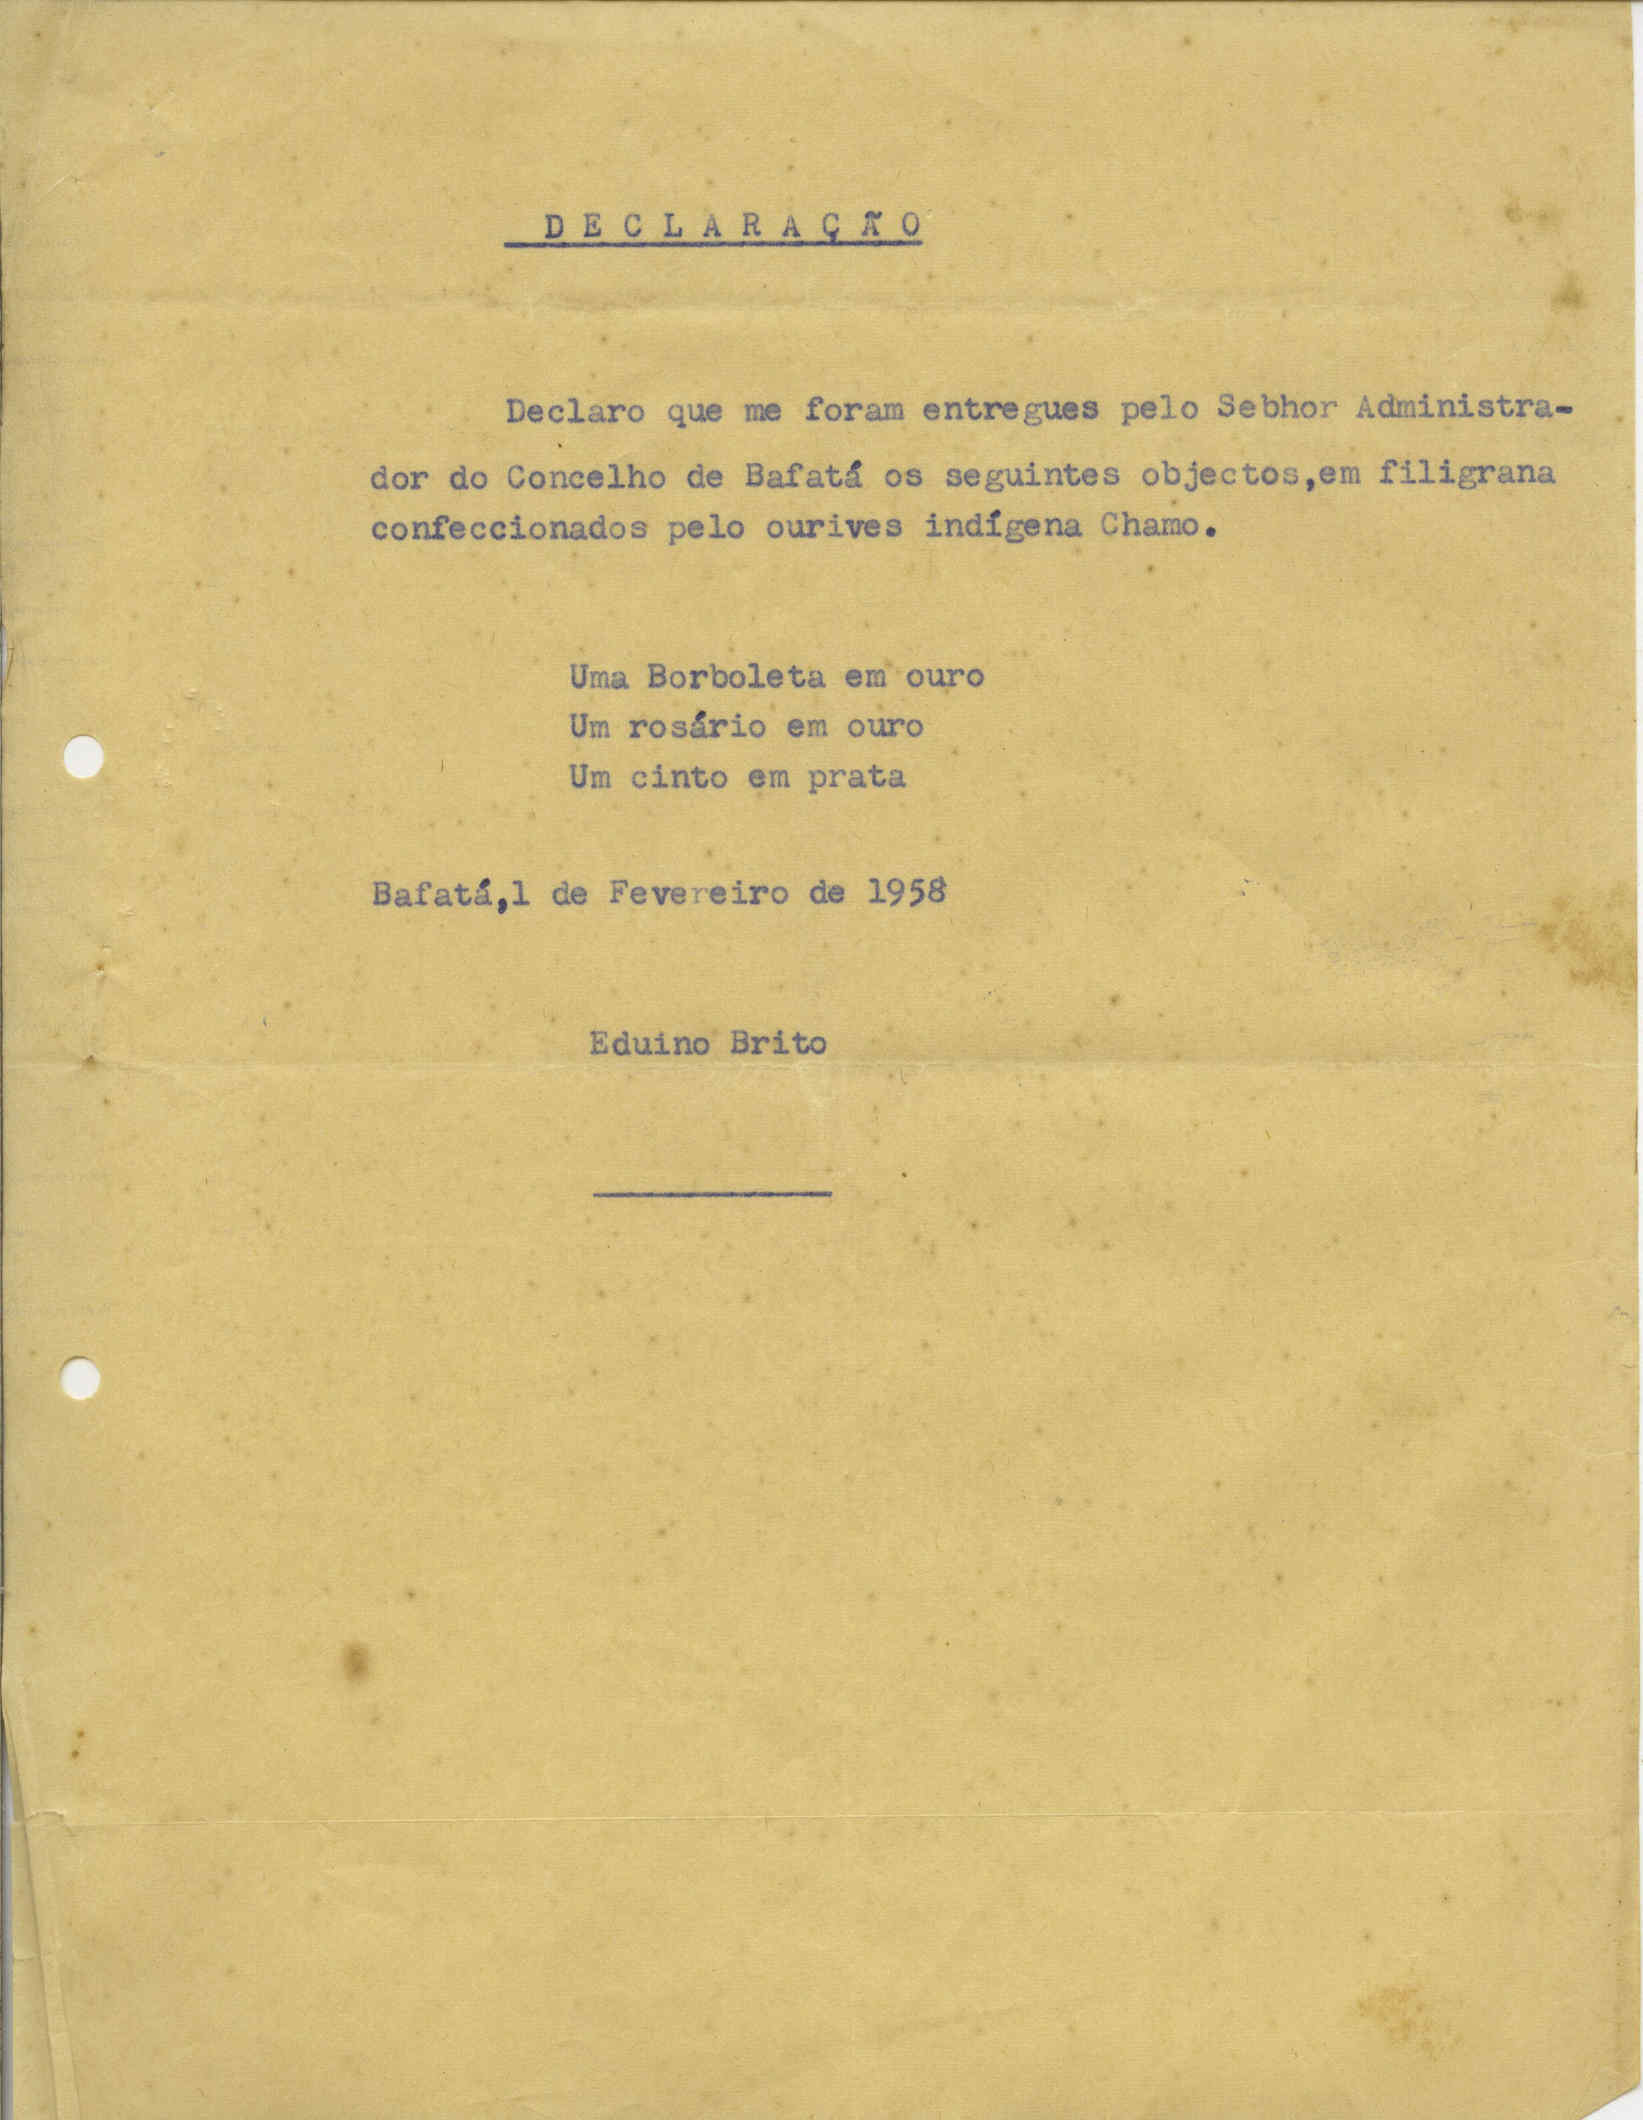 DECLARAÇÃO
Declaro que me foram entregues pelo Sebhor Administra-
dor do Concelho de Bafatá os seguintes objectos,em filigrana
confeccionados pelo ourives indígena Chamo.
Uma Borboleta em ouro
Um rosário em ouro
Um cinto em prata
Bafatá,1 de Fevereiro de 1958
Eduino Brito